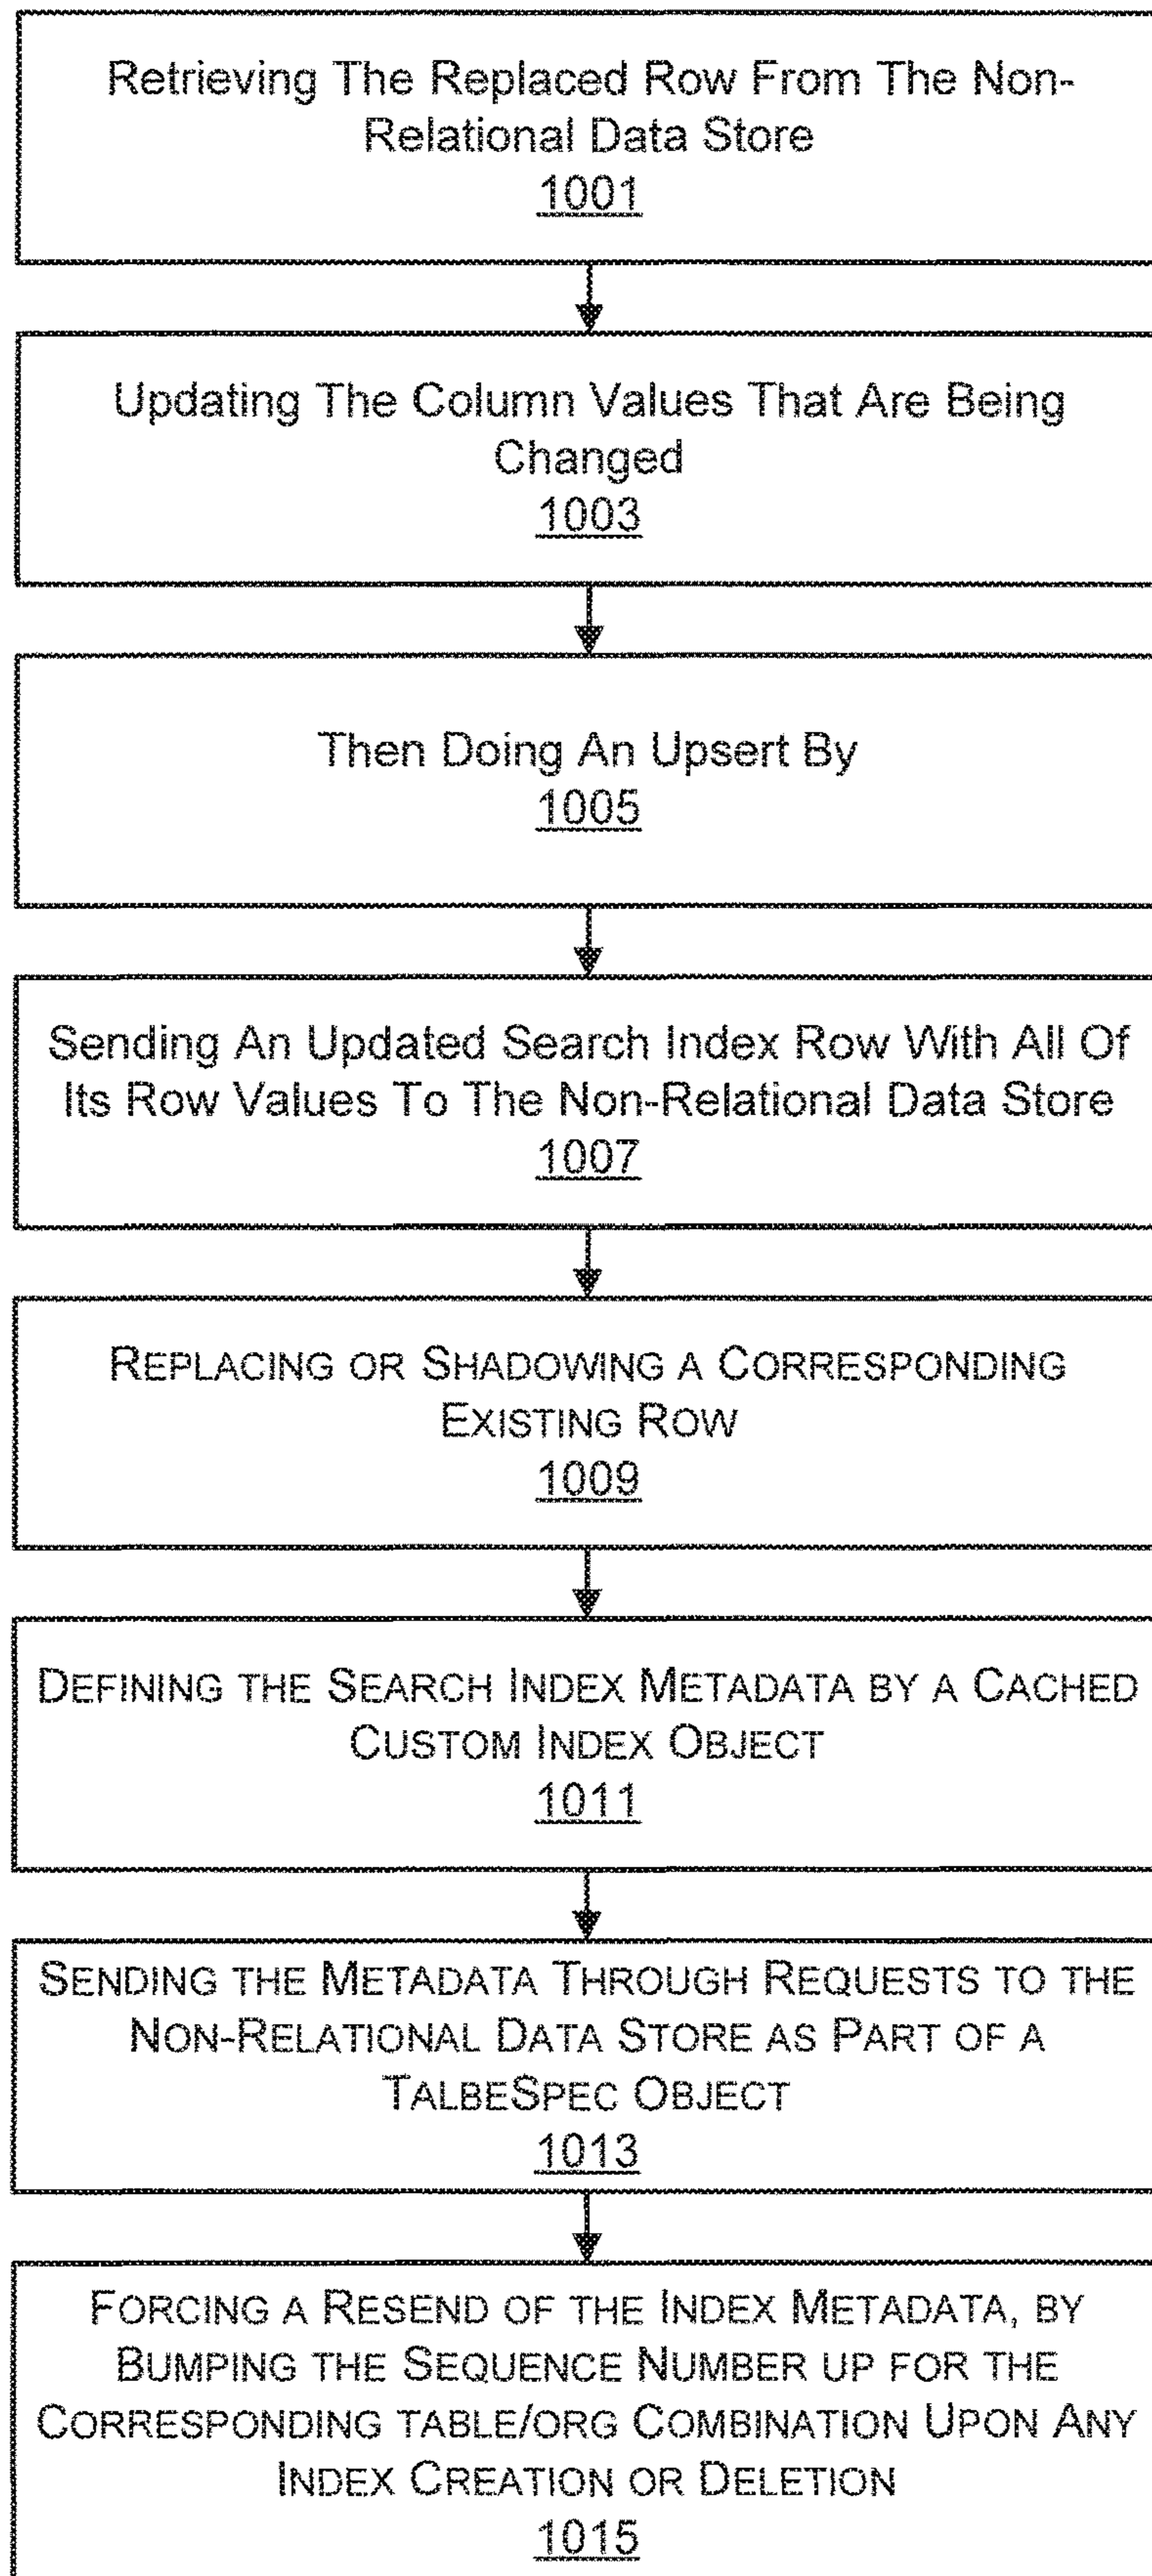 Retrieving The Replaced Row From The Non-
Relational Data Store
1001
Updating The Column Values That Are Being
Changed
1003
Then Doing An Upsert By
1005
Sending An Updated Search Index Row With All Of
Its Row Values To The Non-Relational Data Store
1007
REPLACING OR SHADOWING A CORRESPONDING
EXISTING ROW
1009
DEFINING THE SEARCH INDEX METADATA BY A CACHED
CUSTOM INDEX OBJECT
1011
SENDING THE METADATA THROUGH REQUESTS TO THE
NON-RELATIONAL DATA STORE AS PART OF A
TALBESPEC OBJECT
1013
FORCING A RESEND OF THE INDEX METADATA, BY
BUMPING THE SEQUENCE NUMBER UP FOR THE
CORRESPONDING TABLE/ORG COMBINATION UPON ANY
INDEX CREATION OR DELETION
1015